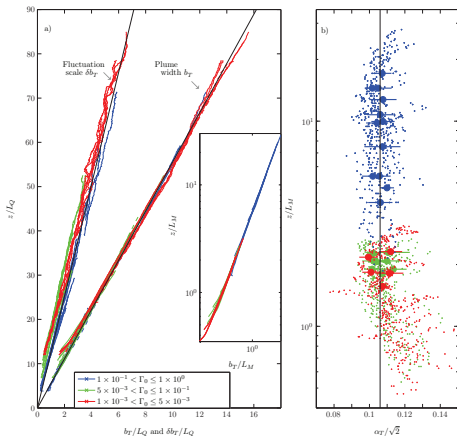 90
80
70
60
50
40
30
20
10
0
z/L_Q
a)
Fluctuation
scale δb_T
Plume
width b_T
z/L_M
10^1
10^0
10^0
b_T/L_M
1 × 10^−1 < Γ_0 ≤ 1 × 10^0
5 × 10^−3 < Γ_0 ≤ 1 × 10^−1
1 × 10^−3 < Γ_0 ≤ 5 × 10^−3
0 2 4 6 8 10 12 14 16
b_T/L_Q and δb_T/L_Q
b)
z/L_M
10^1
10^0
0.08 0.10 0.12 0.15
α_T/√2